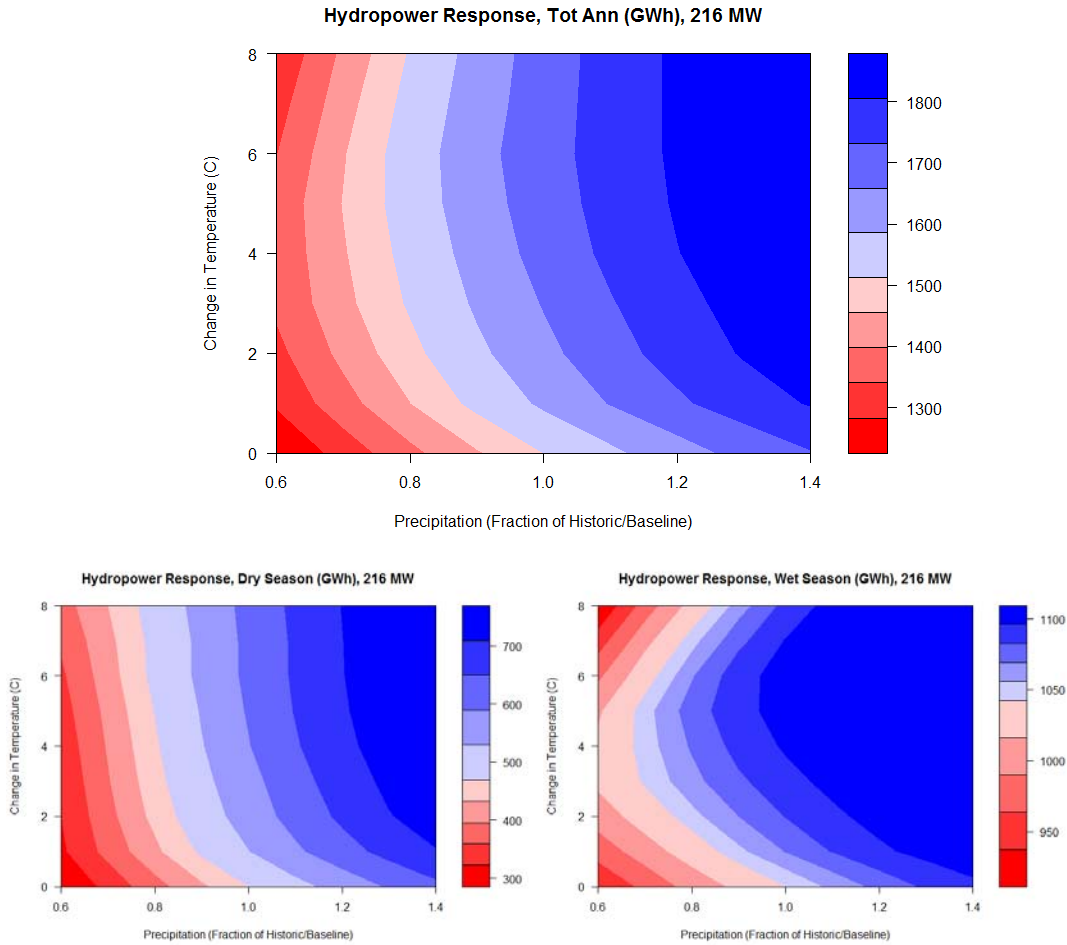 Hydropower Response, Tot Ann (GWh), 216 MW
8
6
4
2
0
Change in Temperature (C)
0.6 0.8 1.0 1.2 1.4
Precipitation (Fraction of Historic/Baseline)
1800
1700
1600
1500
1400
1300
Hydropower Response, Dry Season (GWh), 216 MW
8
6
4
2
0
Change in Temperature (C)
0.6 0.8 1.0 1.2 1.4
Precipitation (Fraction of Historic/Baseline)
700
600
500
400
300
Hydropower Response, Wet Season (GWh), 216 MW
8
6
4
2
0
Change in Temperature (C)
0.6 0.8 1.0 1.2 1.4
Precipitation (Fraction of Historic/Baseline)
1100
1050
1000
950